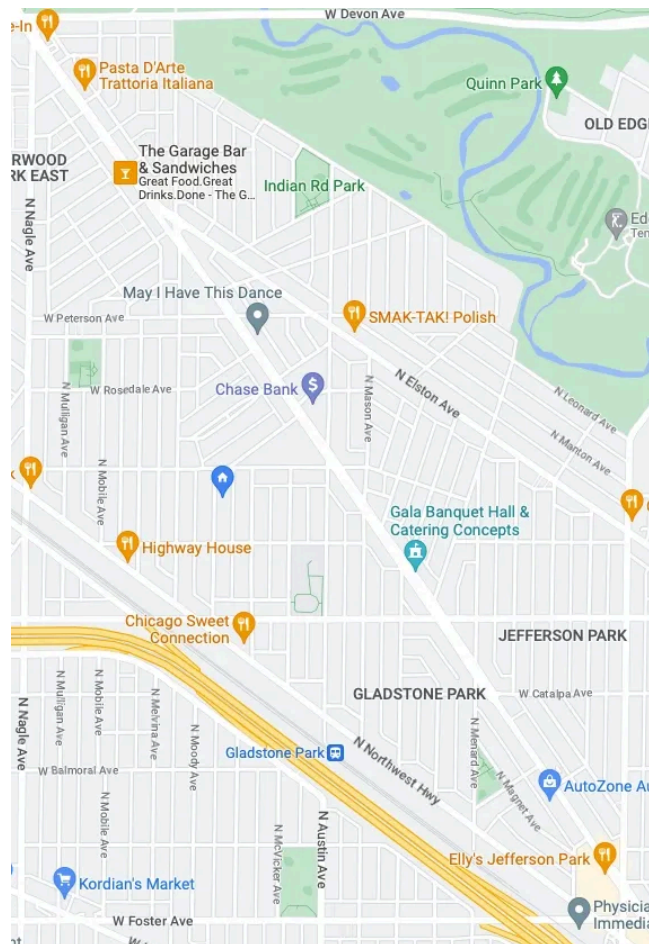 W Devon Ave
e-In
Pasta D'Arte
Trattoria Italiana
Quinn Park
OLD EDG
The Garage Bar
& Sandwiches
Great Food.Great
Drinks.Done - The G...
RWOOD
RK EAST
Indian Rd Park
N Nagle Ave
Ede
Ten
May I Have This Dance
W Peterson Ave
SMAK-TAK! Polish
Chase Bank
N Elston Ave
W Rosedale Ave
N Mulligan Ave
N Mason Ave
N Leonard Ave
N Manton Ave
N Mobile Ave
Gala Banquet Hall &
Catering Concepts
Highway House
Chicago Sweet
Connection
JEFFERSON PARK
GLADSTONE PARK
W Catalpa Ave
N Nagle Ave
N Mulligan Ave
N Mobile Ave
N Melvina Ave
N Moody Ave
Gladstone Park
N Northwest Hwy
N Menard Ave
N Magnet Ave
W Balmoral Ave
AutoZone Au
N Mobile Ave
N McVicker Ave
N Austin Ave
Elly's Jefferson Park
Kordian's Market
W Foster Ave
Physicia
Immedia